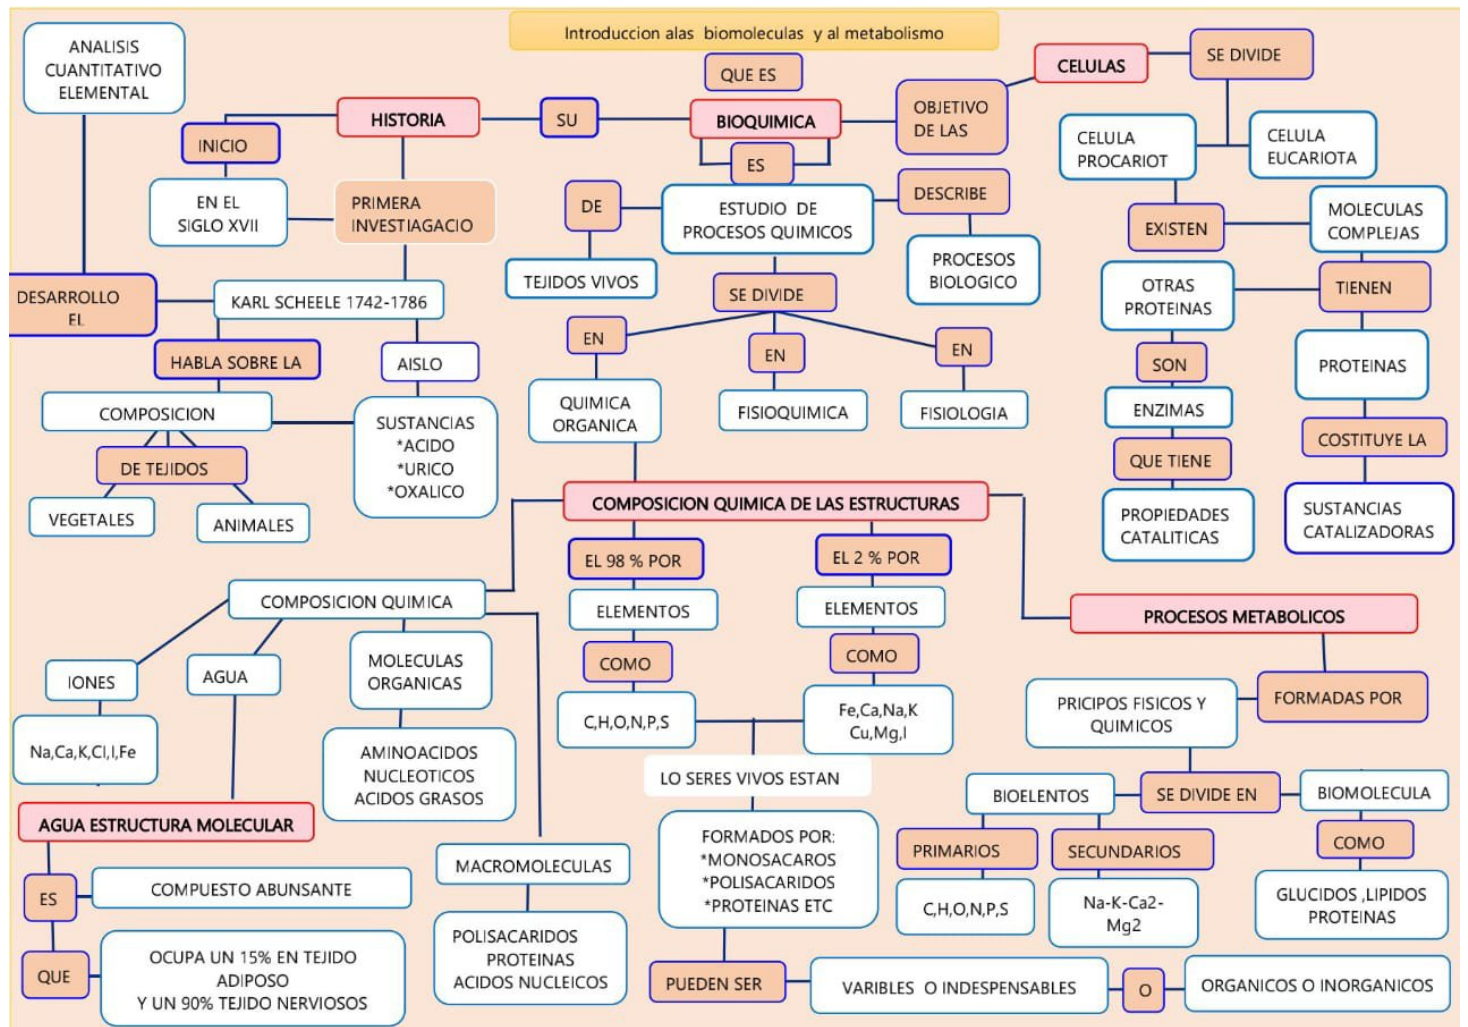 Introduccion alas biomoleculas y al metabolismo
QUE ES
BIOQUIMICA
ES
ESTUDIO DE
PROCESOS QUIMICOS
DE
TEJIDOS VIVOS
DESCRIBE
PROCESOS
BIOLOGICO
SE DIVIDE
EN
QUIMICA
ORGANICA
EN
FISIOQUIMICA
EN
FISIOLOGIA
SU
HISTORIA
INICIO
EN EL
SIGLO XVII
PRIMERA
INVESTIAGACIO
KARL SCHEELE 1742-1786
DESARROLLO
EL
ANALISIS
CUANTITATIVO
ELEMENTAL
HABLA SOBRE LA
COMPOSICION
DE TEJIDOS
VEGETALES
ANIMALES
AISLO
SUSTANCIAS
*ACIDO
*URICO
*OXALICO
OBJETIVO
DE LAS
CELULAS
SE DIVIDE
CELULA
PROCARIOT
CELULA
EUCARIOTA
EXISTEN
MOLECULAS
COMPLEJAS
TIENEN
OTRAS
PROTEINAS
SON
ENZIMAS
QUE TIENE
PROPIEDADES
CATALITICAS
PROTEINAS
COSTITUYE LA
SUSTANCIAS
CATALIZADORAS
COMPOSICION QUIMICA DE LAS ESTRUCTURAS
EL 98 % POR
ELEMENTOS
COMO
C,H,O,N,P,S
EL 2 % POR
ELEMENTOS
COMO
Fe,Ca,Na,K
Cu,Mg,I
LO SERES VIVOS ESTAN
FORMADOS POR:
*MONOSACAROS
*POLISACARIDOS
*PROTEINAS ETC
PUEDEN SER
VARIBLES O INDESPENSABLES
O
ORGANICOS O INORGANICOS
COMPOSICION QUIMICA
IONES
Na,Ca,K,Cl,I,Fe
AGUA
MOLECULAS
ORGANICAS
AMINOACIDOS
NUCLEOTICOS
ACIDOS GRASOS
MACROMOLECULAS
POLISACARIDOS
PROTEINAS
ACIDOS NUCLEICOS
AGUA ESTRUCTURA MOLECULAR
ES
COMPUESTO ABUNSANTE
QUE
OCUPA UN 15% EN TEJIDO
ADIPOSO
Y UN 90% TEJIDO NERVIOSOS
PROCESOS METABOLICOS
FORMADAS POR
PRICIPOS FISICOS Y
QUIMICOS
SE DIVIDE EN
BIOELENTOS
PRIMARIOS
C,H,O,N,P,S
SECUNDARIOS
Na-K-Ca2-
Mg2
BIOMOLECULA
COMO
GLUCIDOS ,LIPIDOS
PROTEINAS